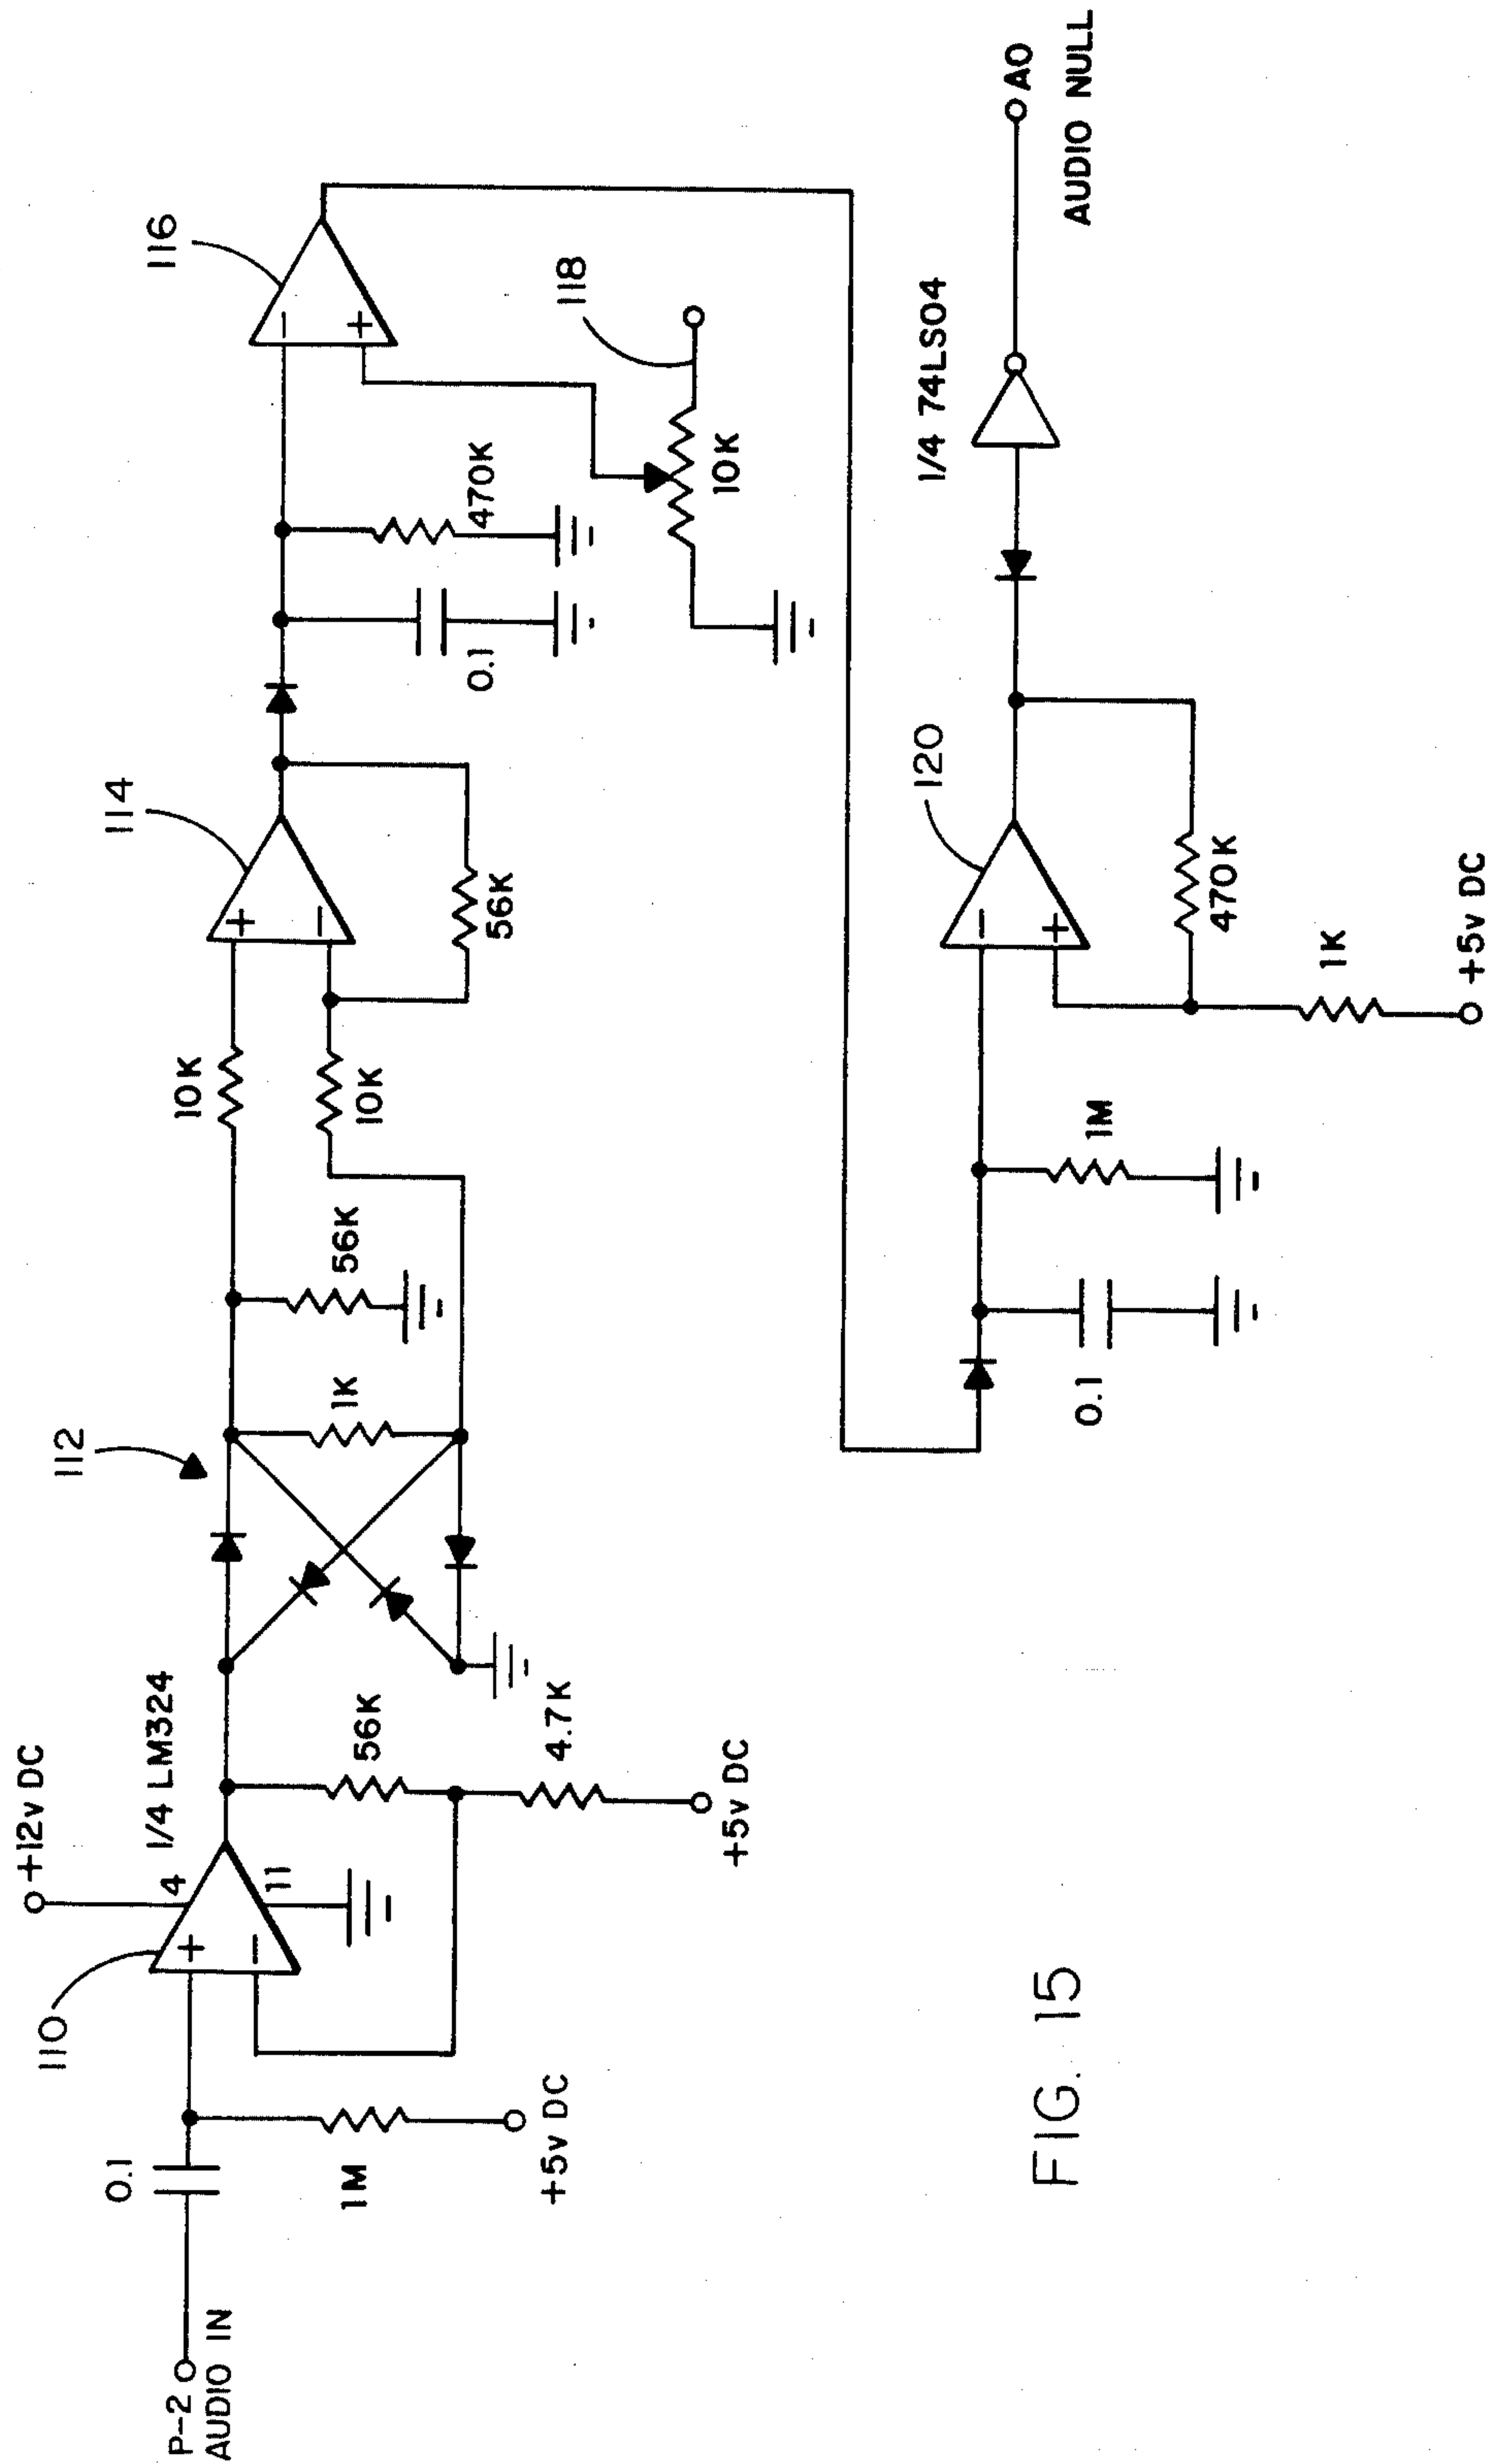 P-2
AUDIO IN
0.1
1M
+5v DC
110
+
−
4
11
+12v DC
1/4 LM324
56K
4.7K
+5v DC
112
1K
56K
10K
10K
114
+
−
56K
0.1
470K
116
−
+
118
10K
0.1
1M
120
−
+
470K
1K
+5v DC
1/4 74LS04
A0
AUDIO NULL
FIG. 15